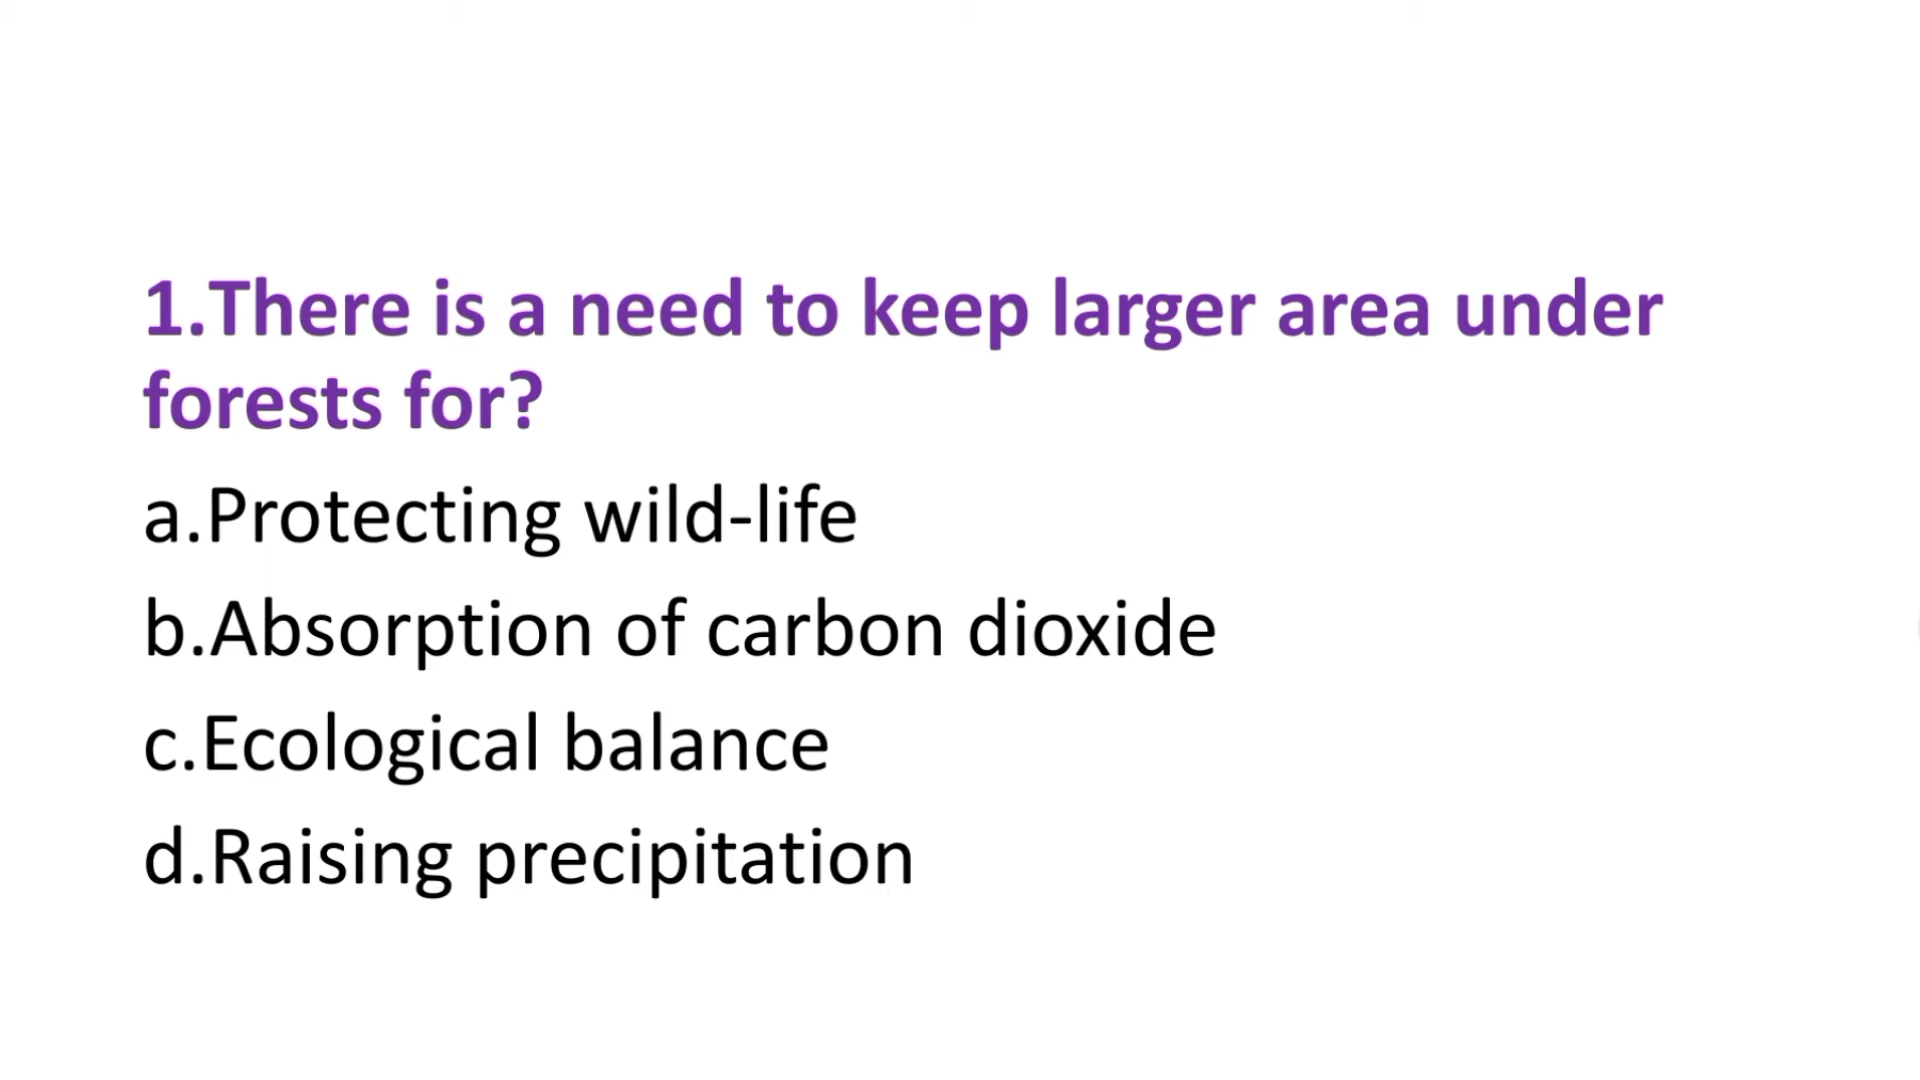 1.There is a need to keep larger area under
forests for?
a.Protecting wild-life
b.Absorption of carbon dioxide
c.Ecological balance
d.Raising precipitation